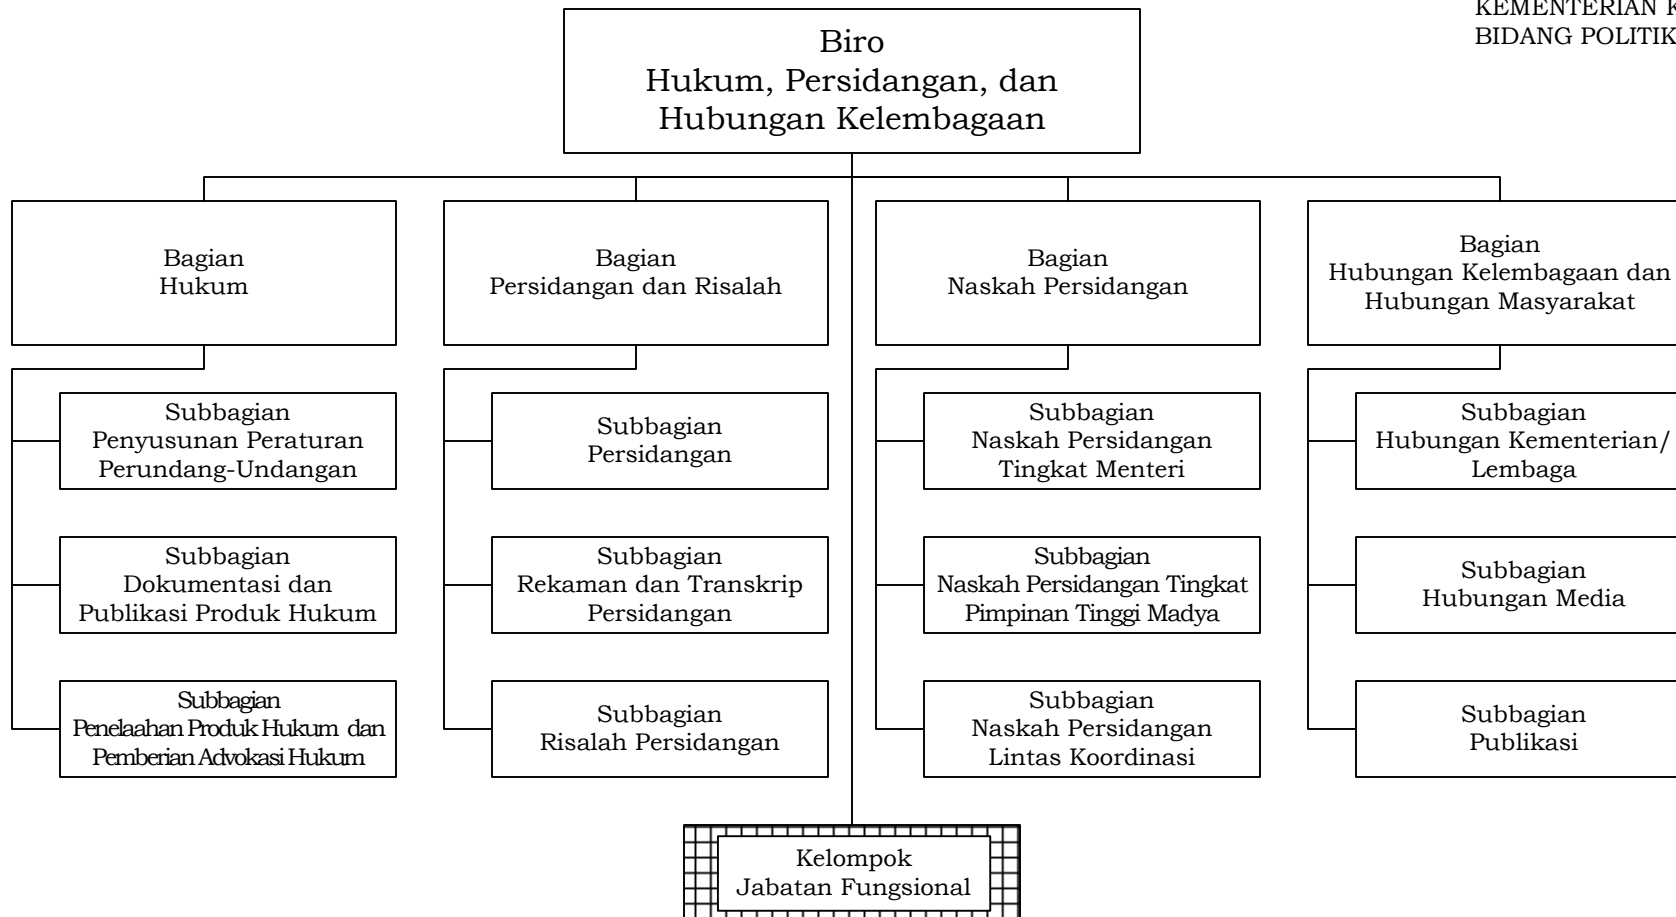 KEMENTERIAN K
BIDANG POLITIK
Biro
Hukum, Persidangan, dan
Hubungan Kelembagaan
Bagian
Hukum
Bagian
Persidangan dan Risalah
Bagian
Naskah Persidangan
Bagian
Hubungan Kelembagaan dan
Hubungan Masyarakat
Subbagian
Penyusunan Peraturan
Perundang-Undangan
Subbagian
Persidangan
Subbagian
Naskah Persidangan
Tingkat Menteri
Subbagian
Hubungan Kementerian/
Lembaga
Subbagian
Dokumentasi dan
Publikasi Produk Hukum
Subbagian
Rekaman dan Transkrip
Persidangan
Subbagian
Naskah Persidangan Tingkat
Pimpinan Tinggi Madya
Subbagian
Hubungan Media
Subbagian
Penelaahan Produk Hukum dan
Pemberian Advokasi Hukum
Subbagian
Risalah Persidangan
Subbagian
Naskah Persidangan
Lintas Koordinasi
Subbagian
Publikasi
Kelompok
Jabatan Fungsional